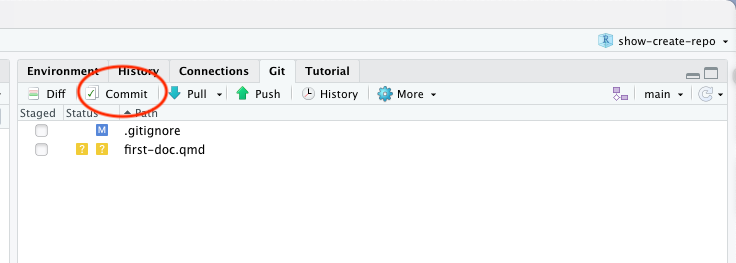 show-create-repo
Environment History Connections Git Tutorial
Diff Commit Pull Push History More main
Staged Status Path
M .gitignore
? ? first-doc.qmd